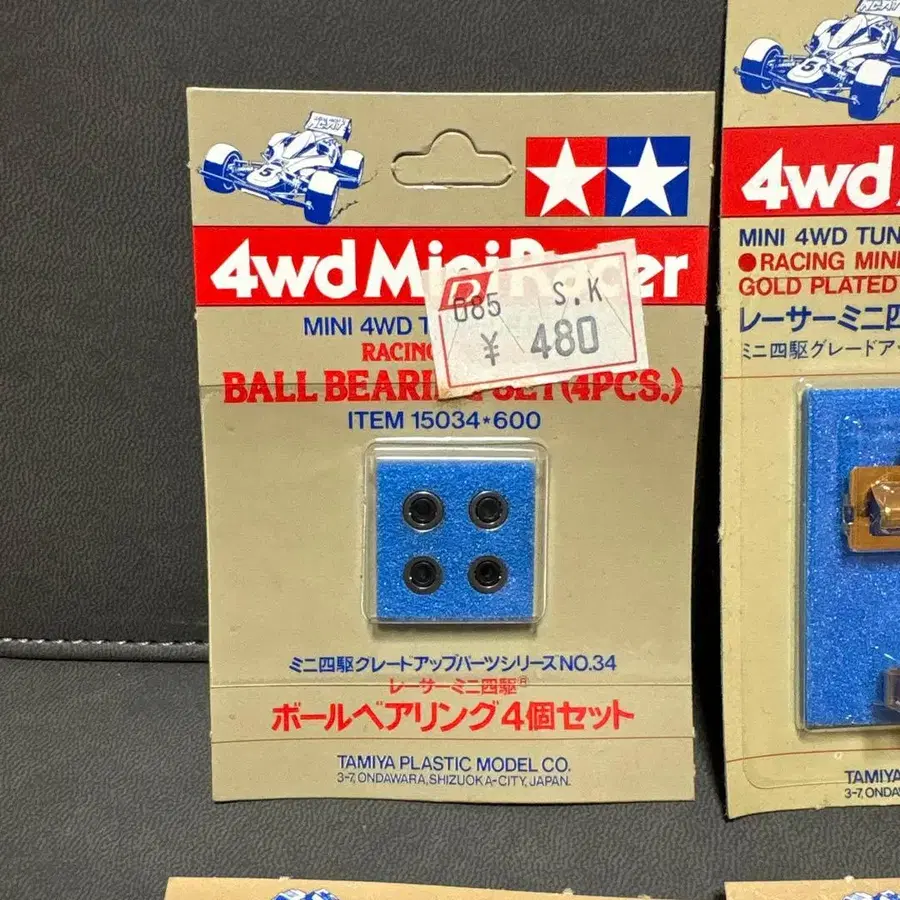 4wd Mini Racer
085 S.K
¥ 480
MINI 4WD T
RACING
BALL BEARI SET (4PCS.)
ITEM 15034★600
ミニ四駆グレードアップパーツシリーズNO.34
レーサーミニ四駆®
ボールベアリング4個セット
TAMIYA PLASTIC MODEL CO.
3-7, ONDAWARA, SHIZUOKA-CITY, JAPAN.
4wd
MINI 4WD TUN
●RACING MINI
GOLD PLATED
レーサーミニ四
ミニ四駆グレードアッ
TAMIYA
3-7, ONDA